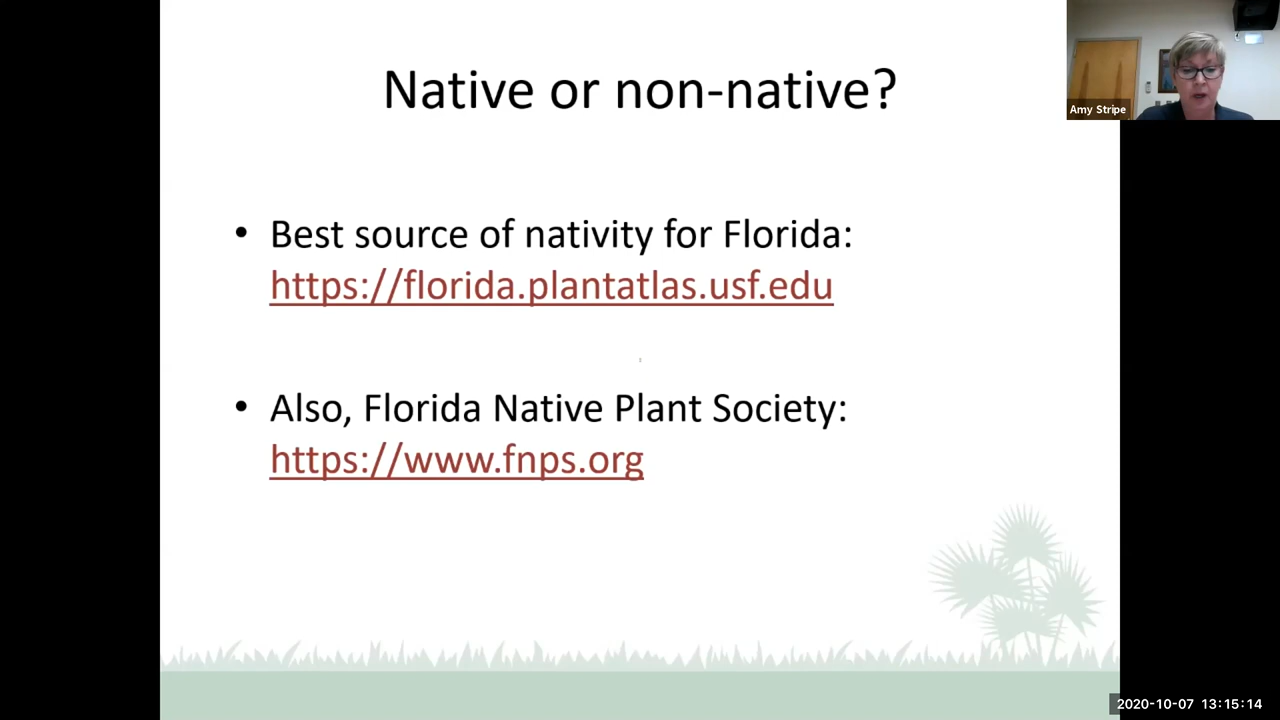 Native or non-native?
Amy Stripe
• Best source of nativity for Florida:
https://florida.plantatlas.usf.edu
• Also, Florida Native Plant Society:
https://www.fnps.org
2020-10-07 13:15:14